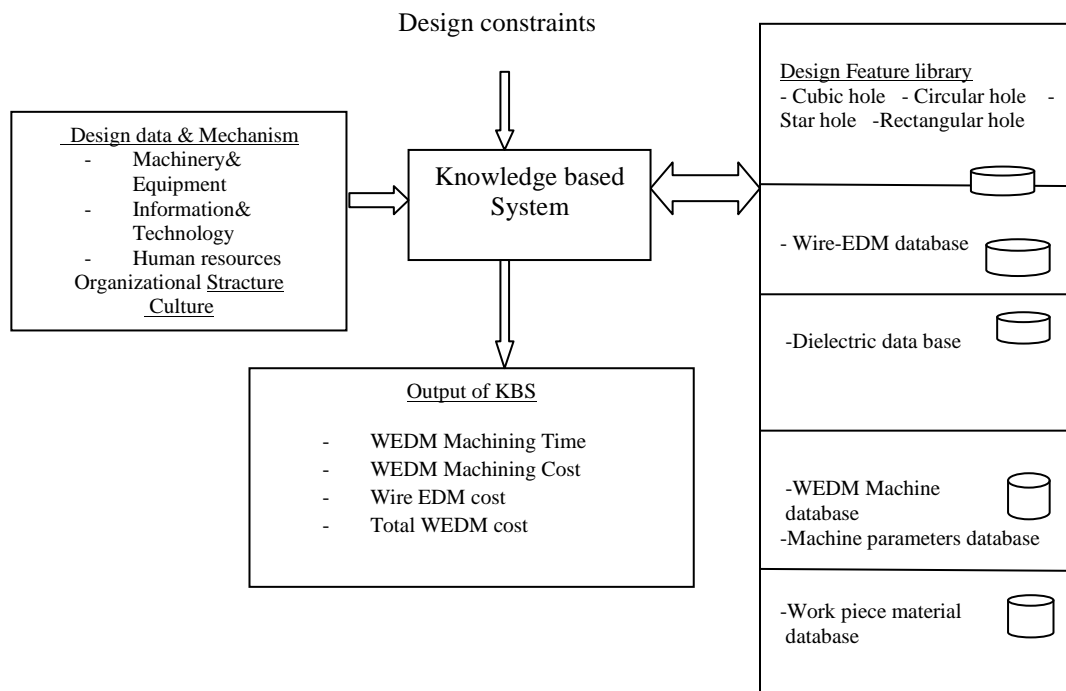 Design constraints
Design data & Mechanism
- Machinery&
Equipment
- Information&
Technology
- Human resources
Organizational Stracture
Culture
Knowledge based
System
Output of KBS
- WEDM Machining Time
- WEDM Machining Cost
- Wire EDM cost
- Total WEDM cost
Design Feature library
- Cubic hole - Circular hole -
Star hole -Rectangular hole
- Wire-EDM database
-Dielectric data base
-WEDM Machine
database
-Machine parameters database
-Work piece material
database